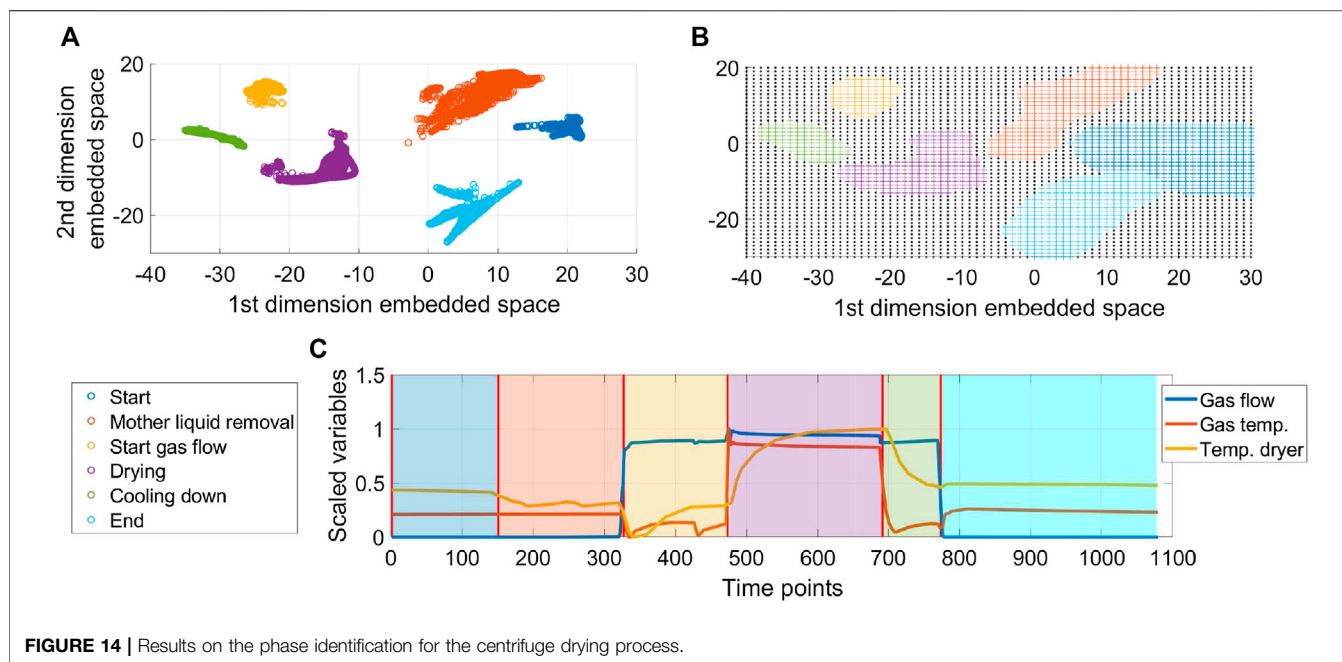 A
20
0
-20
2nd dimension
embedded space
-40 -30 -20 -10 0 10 20 30
1st dimension embedded space
B
20
0
-20
-40 -30 -20 -10 0 10 20 30
1st dimension embedded space
C
Start
Mother liquid removal
Start gas flow
Drying
Cooling down
End
1.5
1
0.5
0
Scaled variables
0 100 200 300 400 500 600 700 800 900 1000 1100
Time points
Gas flow
Gas temp.
Temp. dryer
FIGURE 14 | Results on the phase identification for the centrifuge drying process.